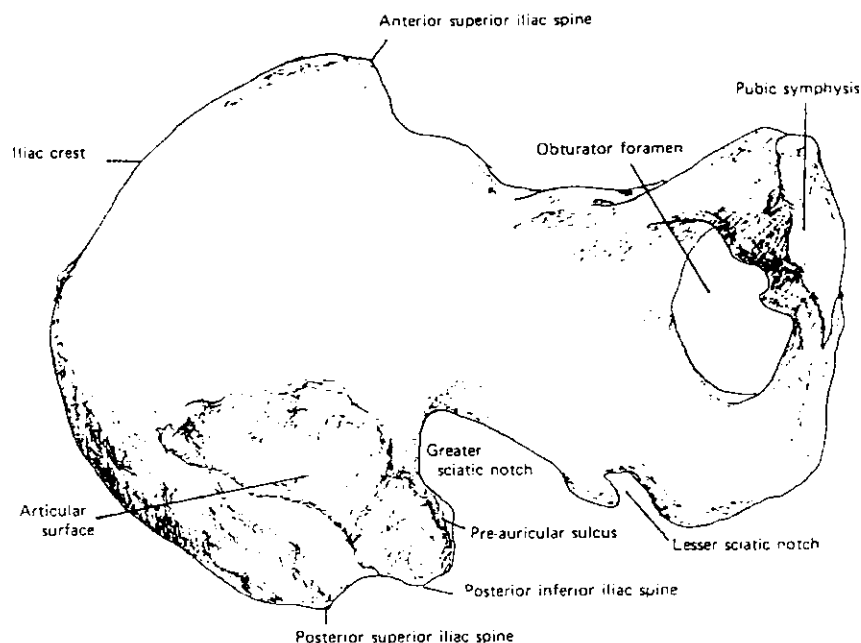 Anterior superior iliac spine
Pubic symphysis
Iliac crest
Obturator foramen
Greater
sciatic notch
Articular
surface
Pre-auricular sulcus
Lesser sciatic notch
Posterior inferior iliac spine
Posterior superior iliac spine